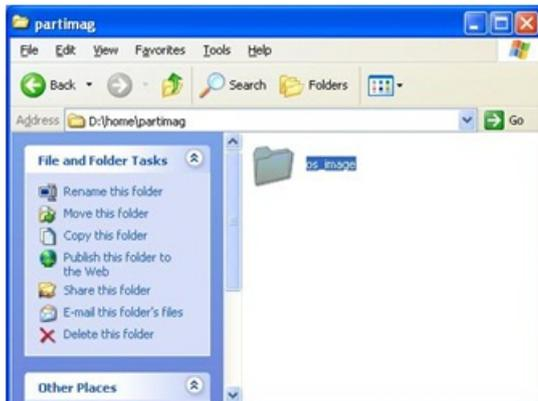 partimag
File Edit View Favorites Tools Help
Back Search Folders
Address D:\home\partimag Go
File and Folder Tasks
os_image
Rename this folder
Move this folder
Copy this folder
Publish this folder to
the Web
Share this folder
E-mail this folder's files
Delete this folder
Other Places